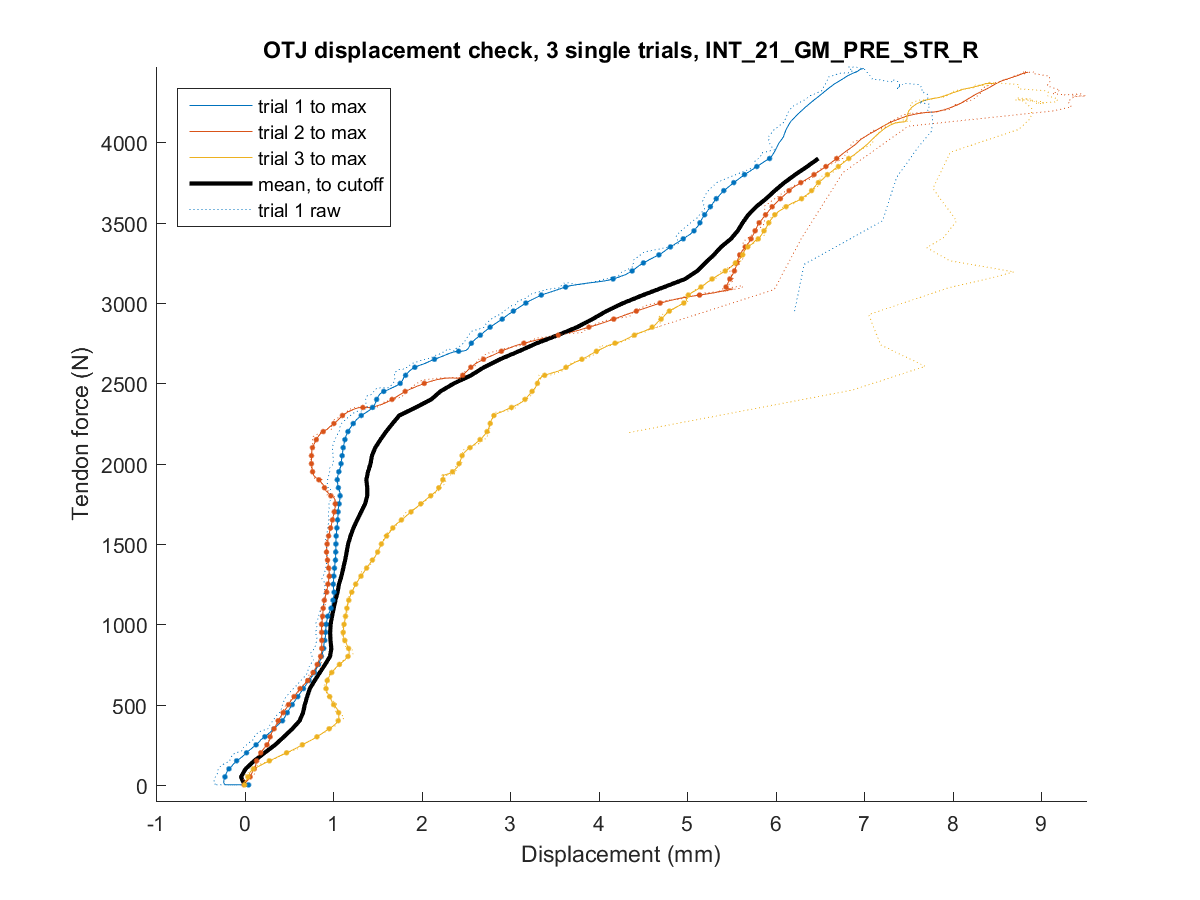 OTJ displacement check, 3 single trials, INT_21_GM_PRE_STR_R
trial 1 to max
trial 2 to max
trial 3 to max
mean, to cutoff
trial 1 raw
Tendon force (N)
4000
3500
3000
2500
2000
1500
1000
500
0
-1 0 1 2 3 4 5 6 7 8 9
Displacement (mm)